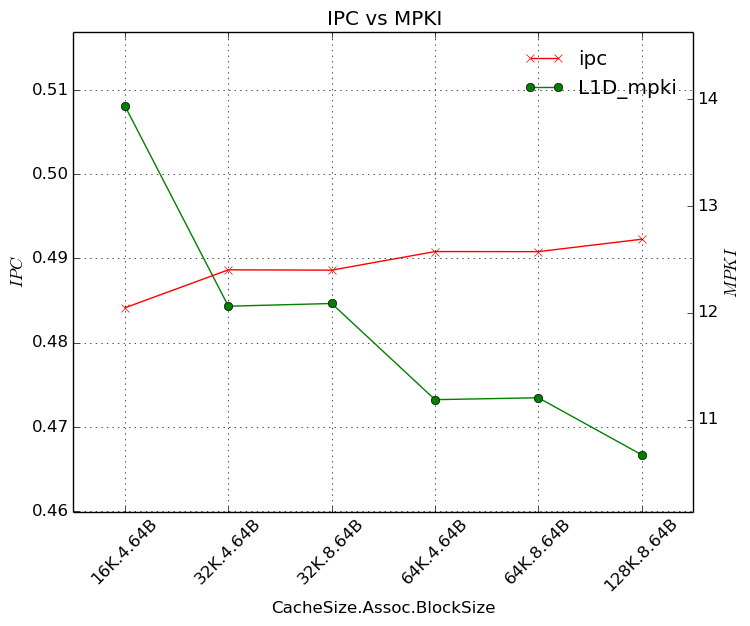 IPC vs MPKI
ipc
L1D_mpki
0.51
0.50
0.49
0.48
0.47
0.46
IPC
14
13
12
11
MPKI
16K.4.64B
32K.4.64B
32K.8.64B
64K.4.64B
64K.8.64B
128K.8.64B
CacheSize.Assoc.BlockSize